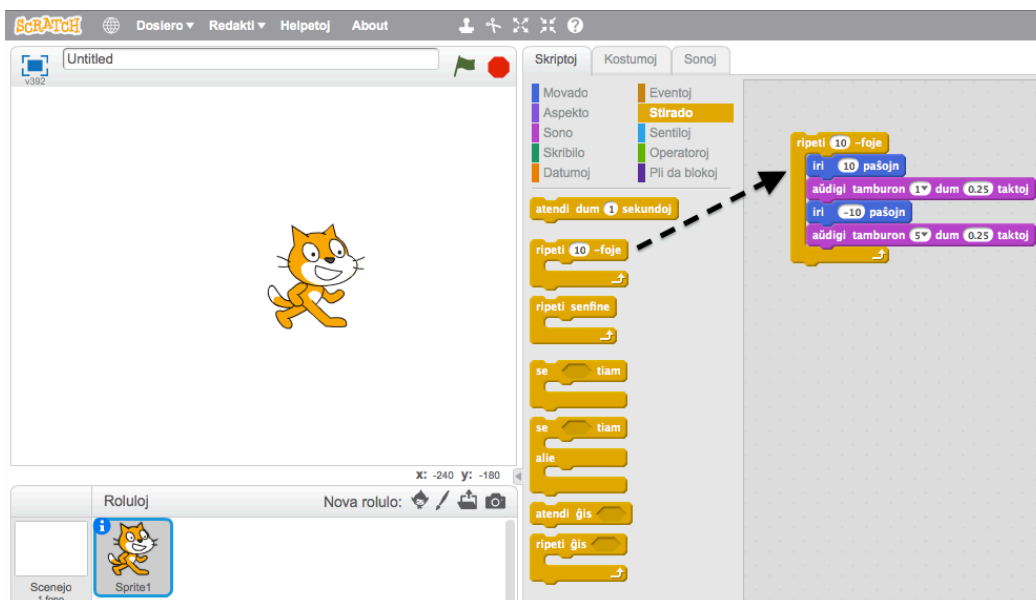 SCRATCH Dosiero Redakti Helpetoj About
v392
Untitled
X: -240 y: -180
Roluloj Nova rolulo:
Scenejo
1 fono
Sprite1
Skriptoj Kostumoj Sonoj
Movado Eventoj
Aspekto Stirado
Sono Sentiloj
Skribilo Operatoroj
Datumoj Pli da blokoj
atendi dum 1 sekundoj
ripeti 10 -foje
ripeti senfine
se tiam
se tiam
alie
atendi ĝis
ripeti ĝis
ripeti 10 -foje
iri 10 paŝojn
aŭdigi tamburon 1 dum 0.25 taktoj
iri -10 paŝojn
aŭdigi tamburon 5 dum 0.25 taktoj